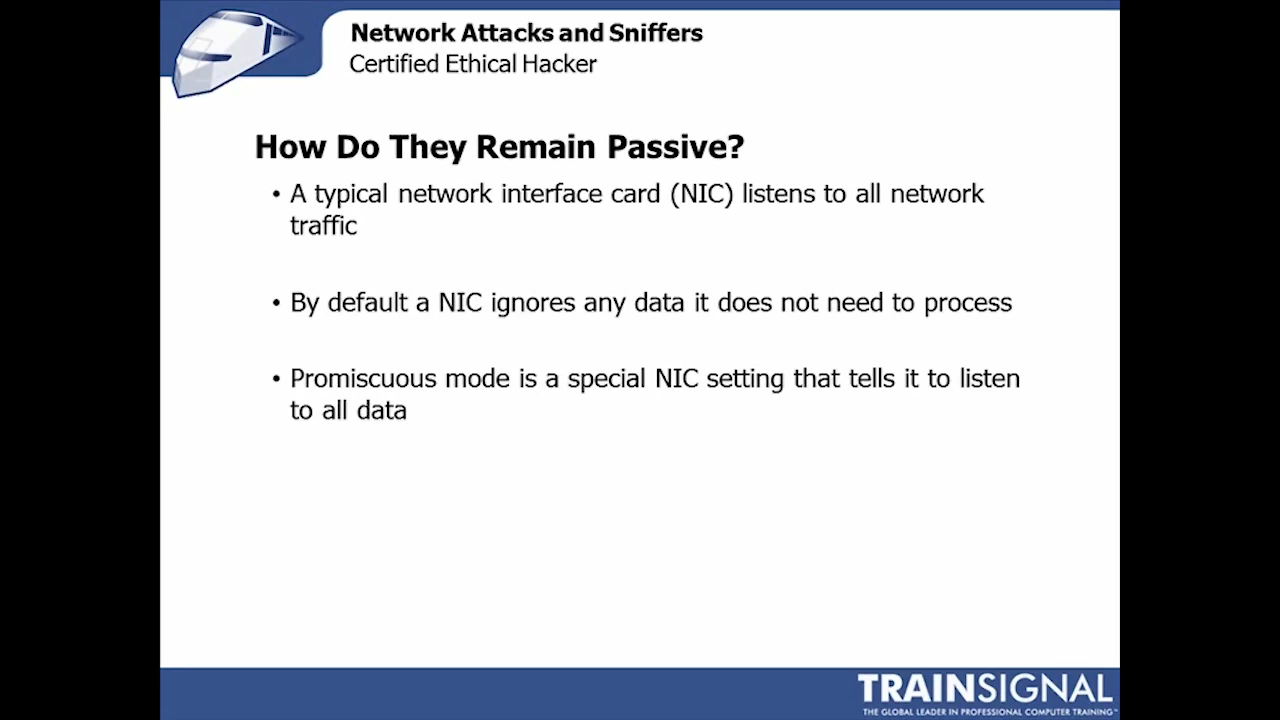 Network Attacks and Sniffers
Certified Ethical Hacker
How Do They Remain Passive?
• A typical network interface card (NIC) listens to all network
traffic
• By default a NIC ignores any data it does not need to process
• Promiscuous mode is a special NIC setting that tells it to listen
to all data
TRAINSIGNAL
THE GLOBAL LEADER IN PROFESSIONAL COMPUTER TRAINING™